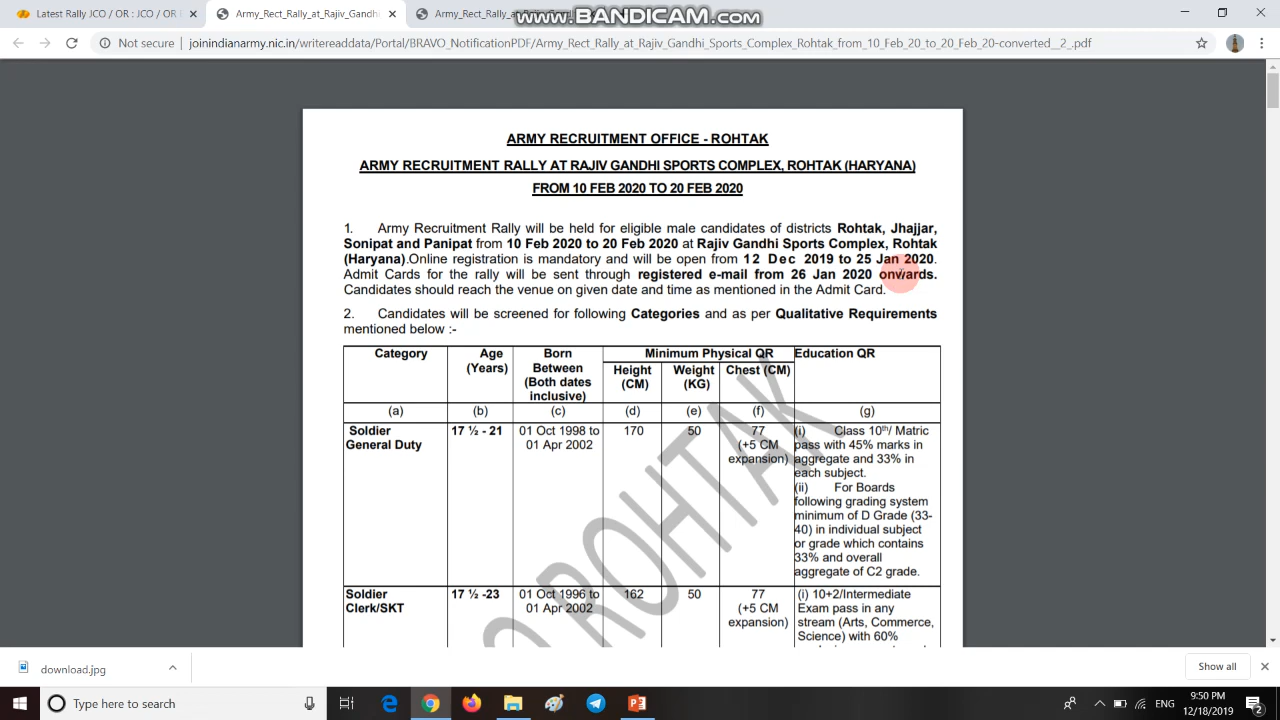 Latest Rally JCO / OR : JCO / OR
Army_Rect_Rally_at_Rajiv_Gandhi
Army_Rect_Rally_at_Rajiv_
www.BANDICAM.com
Not secure | joinindianarmy.nic.in/writereaddata/Portal/BRAVO_NotificationPDF/Army_Rect_Rally_at_Rajiv_Gandhi_Sports_Complex_Rohtak_from_10_Feb_20_to_20_Feb_20-converted__2_.pdf
ARMY RECRUITMENT OFFICE - ROHTAK
ARMY RECRUITMENT RALLY AT RAJIV GANDHI SPORTS COMPLEX, ROHTAK (HARYANA)
FROM 10 FEB 2020 TO 20 FEB 2020
1. Army Recruitment Rally will be held for eligible male candidates of districts Rohtak, Jhajjar,
Sonipat and Panipat from 10 Feb 2020 to 20 Feb 2020 at Rajiv Gandhi Sports Complex, Rohtak
(Haryana).Online registration is mandatory and will be open from 12 Dec 2019 to 25 Jan 2020.
Admit Cards for the rally will be sent through registered e-mail from 26 Jan 2020 onwards.
Candidates should reach the venue on given date and time as mentioned in the Admit Card.
2. Candidates will be screened for following Categories and as per Qualitative Requirements
mentioned below :-
Category
Age
(Years)
Born
Between
(Both dates
inclusive)
Minimum Physical QR
Height
(CM)
Weight
(KG)
Chest (CM)
Education QR
(a) (b) (c) (d) (e) (f) (g)
Soldier
General Duty
17 ½ - 21
01 Oct 1998 to
01 Apr 2002
170
50
77
(+5 CM
expansion)
(i) Class 10th/ Matric
pass with 45% marks in
aggregate and 33% in
each subject.
(ii) For Boards
following grading system
minimum of D Grade (33-
40) in individual subject
or grade which contains
33% and overall
aggregate of C2 grade.
Soldier
Clerk/SKT
17 ½ -23
01 Oct 1996 to
01 Apr 2002
162
50
77
(+5 CM
expansion)
(i) 10+2/Intermediate
Exam pass in any
stream (Arts, Commerce,
Science) with 60%
ROHTAK
download.jpg
Show all
Type here to search
ENG
9:50 PM
12/18/2019
2